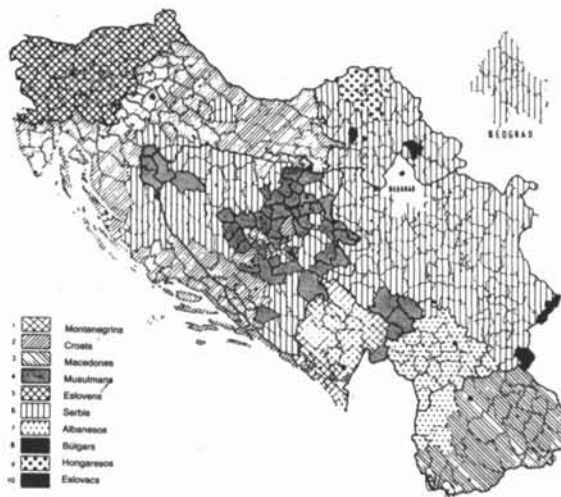 BEOGRAD
BEOGRAD
1 Montenegrins
2 Croats
3 Macedones
4 Musulmans
5 Eslovens
6 Serbis
7 Albanesos
8 Búlgars
9 Hongaresos
10 Eslovacs